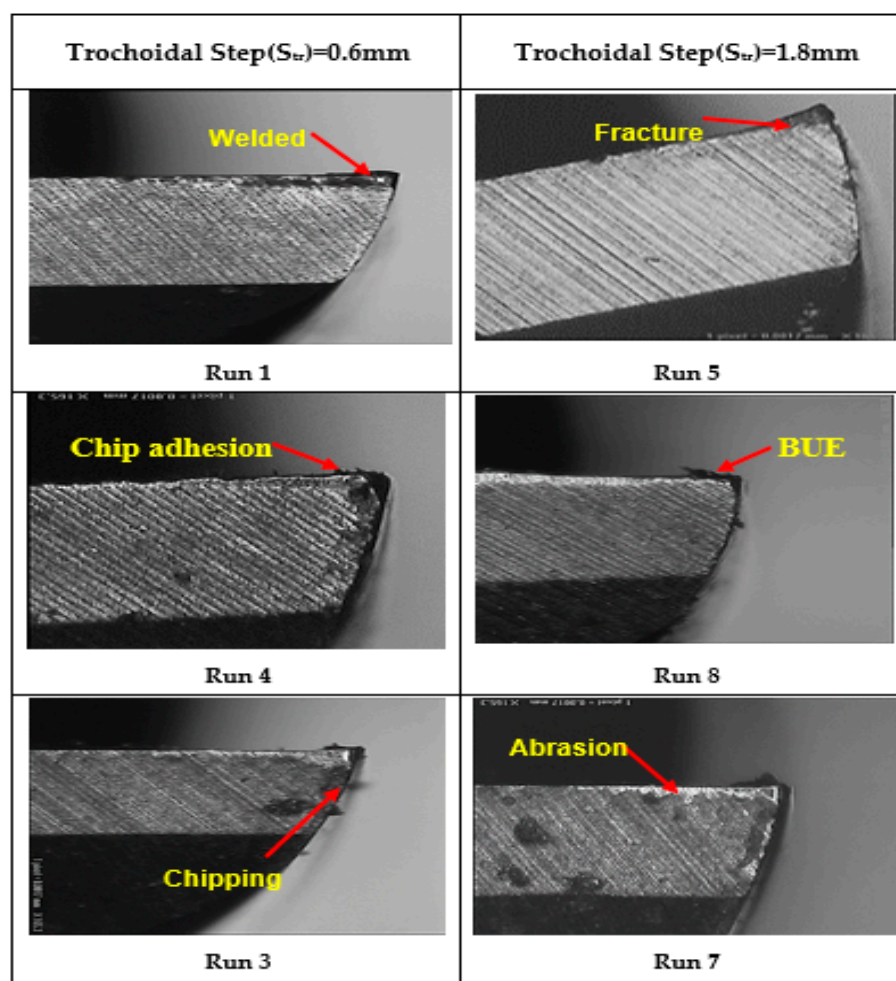 Trochoidal Step(Str)=0.6mm
Trochoidal Step(Str)=1.8mm
Welded
Fracture
Run 1
Run 5
Chip adhesion
BUE
Run 4
Run 8
Chipping
Abrasion
Run 3
Run 7